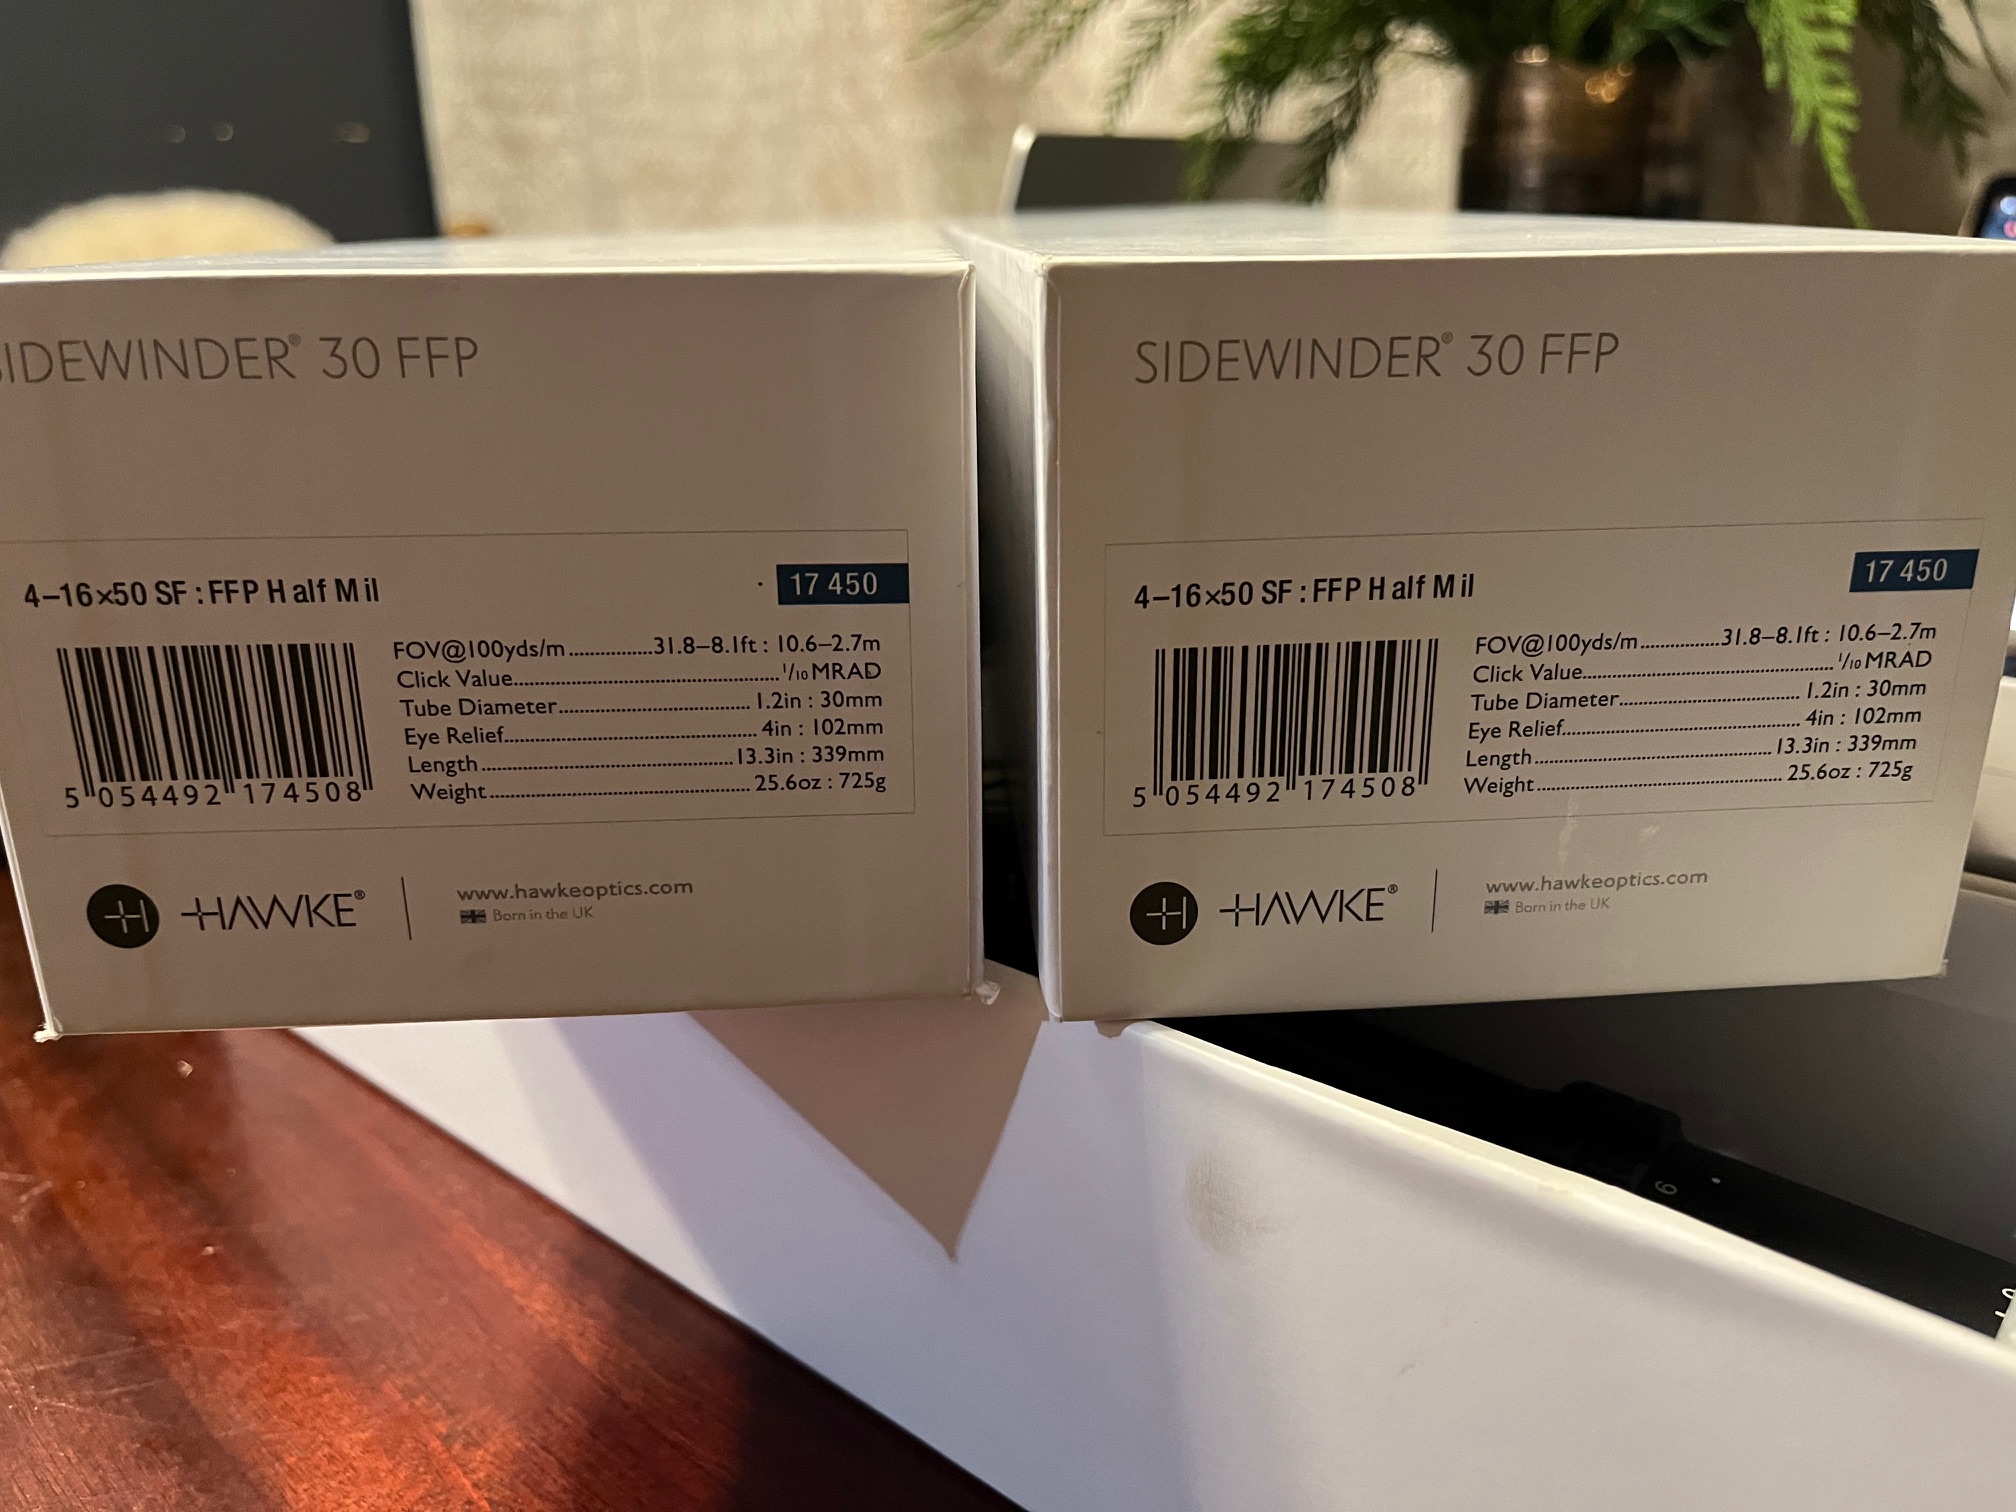 IDEWINDER® 30 FFP
4–16×50 SF : FFP Half Mil
17 450
FOV@100yds/m................31.8–8.1ft : 10.6–2.7m
Click Value................1/10 MRAD
Tube Diameter................1.2in : 30mm
Eye Relief................4in : 102mm
Length................13.3in : 339mm
Weight................25.6oz : 725g
5 054492 174508
HAWKE®
www.hawkeoptics.com
Born in the UK
SIDEWINDER® 30 FFP
4–16×50 SF : FFP Half Mil
17 450
FOV@100yds/m................31.8–8.1ft : 10.6–2.7m
Click Value................1/10 MRAD
Tube Diameter................1.2in : 30mm
Eye Relief................4in : 102mm
Length................13.3in : 339mm
Weight................25.6oz : 725g
5 054492 174508
HAWKE®
www.hawkeoptics.com
Born in the UK